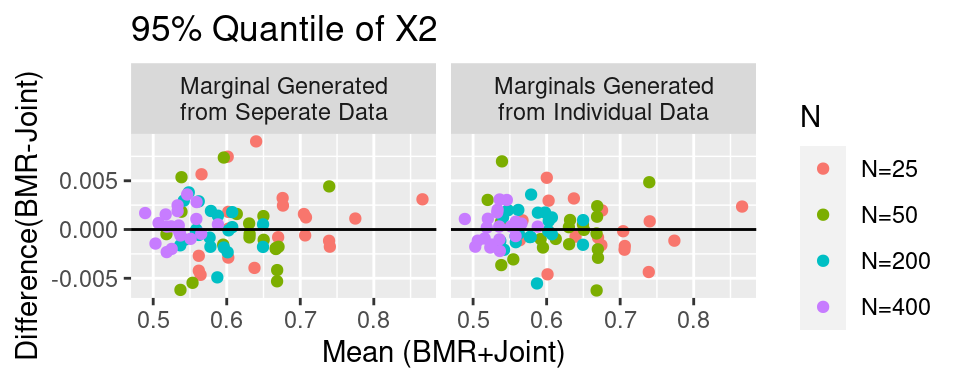 95% Quantile of X2
Marginal Generated
from Seperate Data
Marginals Generated
from Individual Data
Difference(BMR-Joint)
0.005
0.000
-0.005
0.5 0.6 0.7 0.8
0.5 0.6 0.7 0.8
Mean (BMR+Joint)
N
N=25
N=50
N=200
N=400